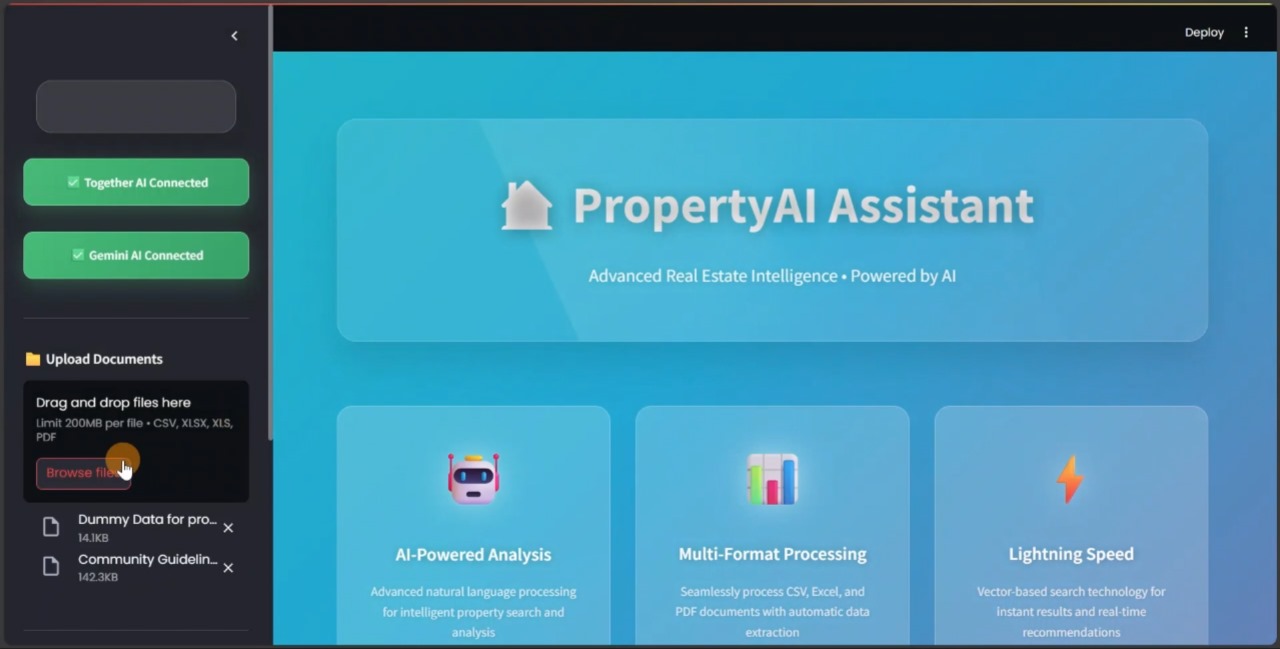 Deploy
✅ Together AI Connected
✅ Gemini AI Connected
Upload Documents
Drag and drop files here
Limit 200MB per file • CSV, XLSX, XLS,
PDF
Browse
Dummy Data for pro...
14.1KB
Community Guidelin...
142.3KB
PropertyAI Assistant
Advanced Real Estate Intelligence • Powered by AI
AI-Powered Analysis
Advanced natural language processing
for intelligent property search and
analysis
Multi-Format Processing
Seamlessly process CSV, Excel, and
PDF documents with automatic data
extraction
Lightning Speed
Vector-based search technology for
instant results and real-time
recommendations